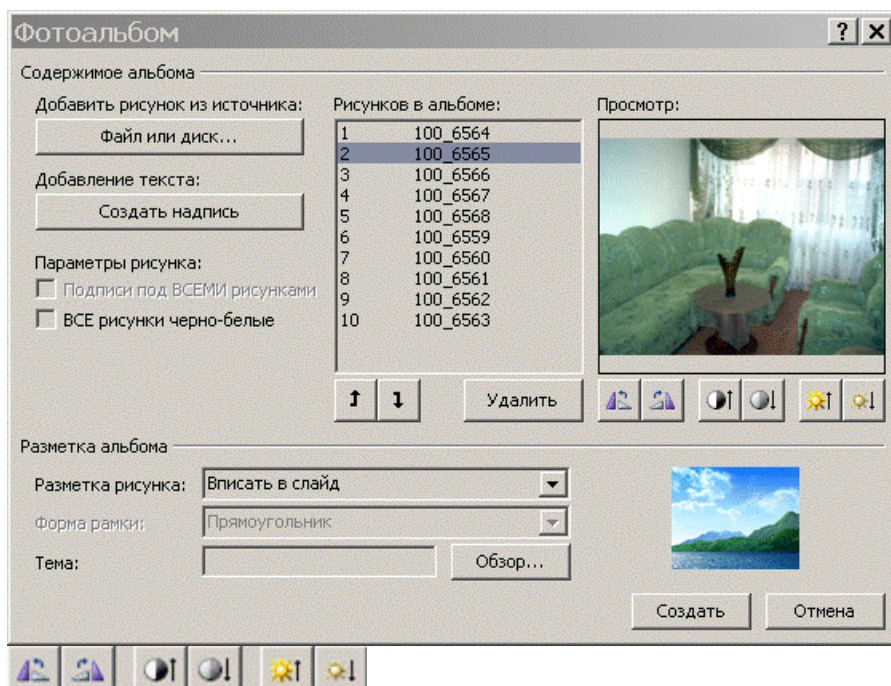 Фотоальбом
Содержимое альбома
Добавить рисунок из источника:
Файл или диск...
Добавление текста:
Создать надпись
Параметры рисунка:
Подписи под ВСЕМИ рисунками
ВСЕ рисунки черно-белые
Рисунков в альбоме:
1 100_6564
2 100_6565
3 100_6566
4 100_6567
5 100_6568
6 100_6559
7 100_6560
8 100_6561
9 100_6562
10 100_6563
Удалить
Просмотр:
Разметка альбома
Разметка рисунка: Вписать в слайд
Форма рамки: Прямоугольник
Тема: Обзор...
Создать Отмена